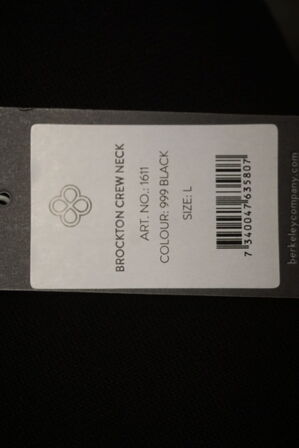 BROCKTON CREW NECK
ART. NO.: 1611
COLOUR: 999 BLACK
SIZE: L
7 340047 635807
berkeleycompany.com